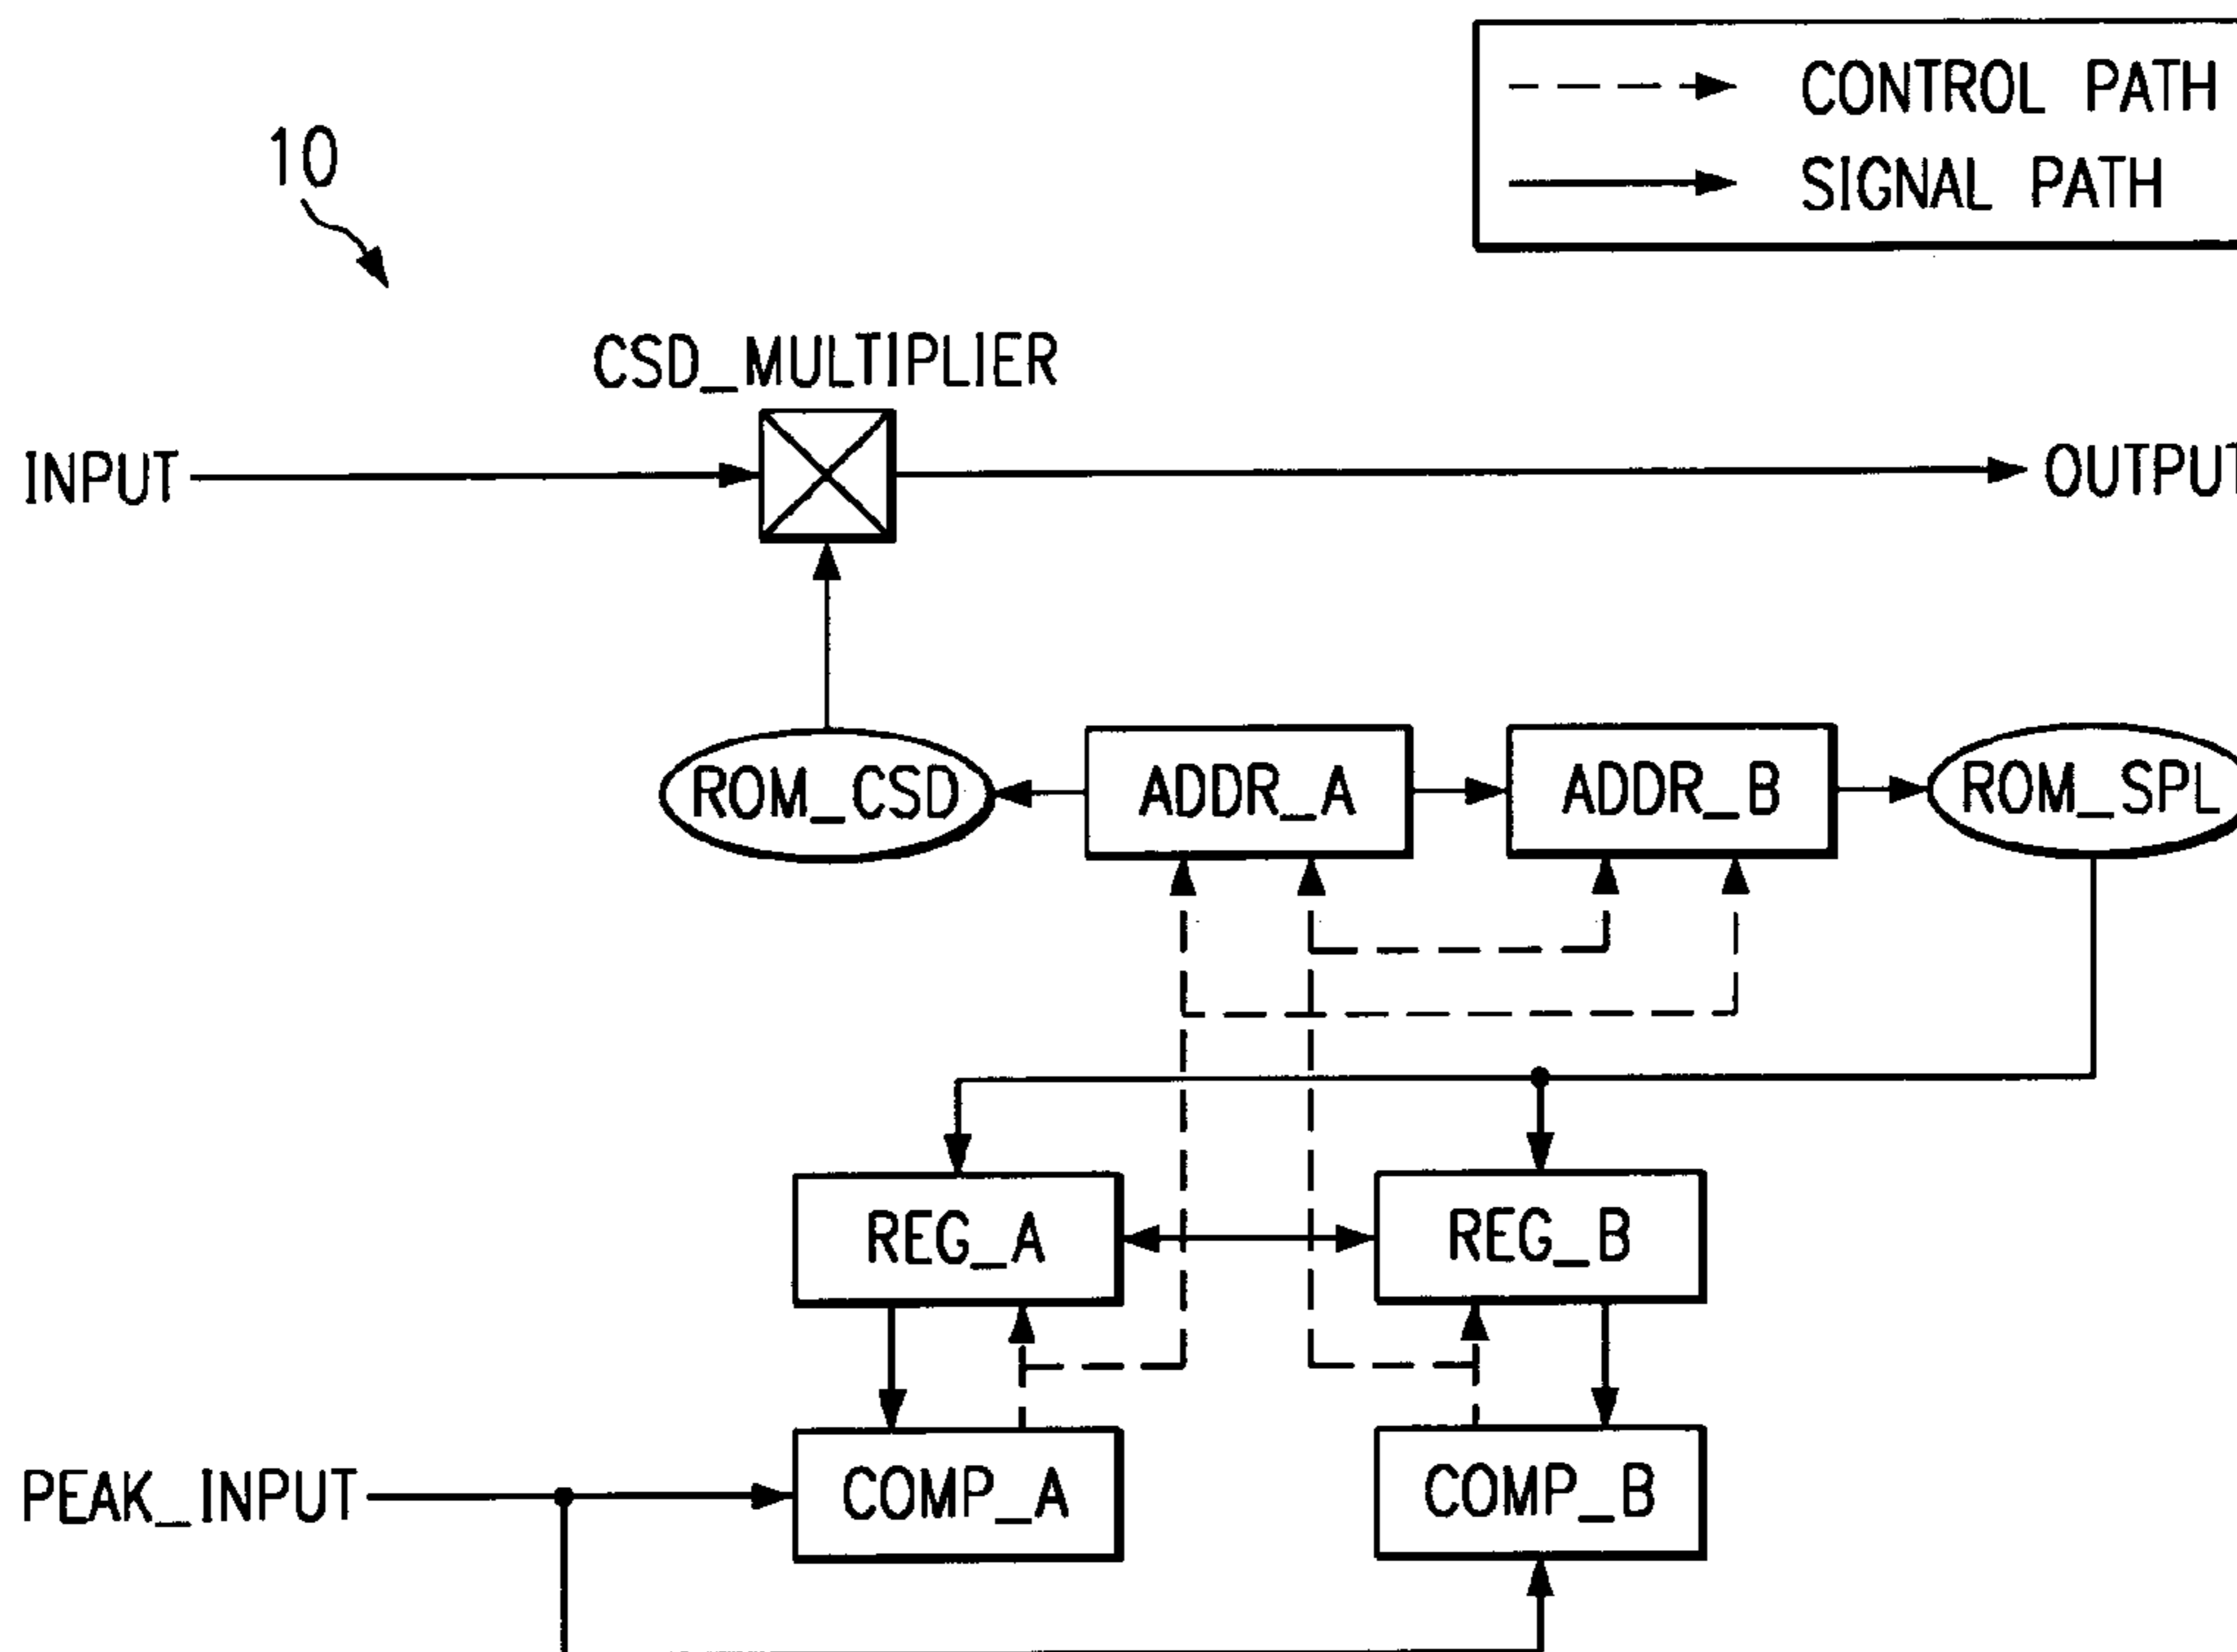 CONTROL PATH
SIGNAL PATH
10
CSD_MULTIPLIER
INPUT
OUTPUT
ROM_CSD
ADDR_A
ADDR_B
ROM_SPL
REG_A
REG_B
PEAK_INPUT
COMP_A
COMP_B